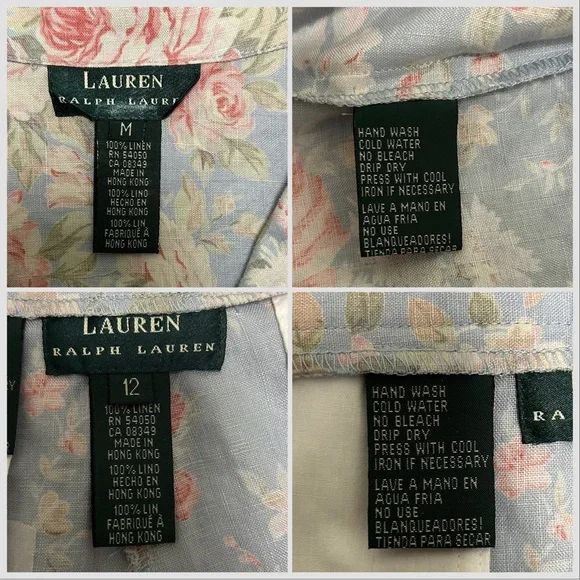 LAUREN
RALPH LAUREN
M
100% LINEN
RN 54050
CA 08349
MADE IN
HONG KONG
100% LINO
HECHO EN
HONG KONG
100% LIN
FABRIQUÉ À
HONG KONG
HAND WASH
COLD WATER
NO BLEACH
DRIP DRY
PRESS WITH COOL
IRON IF NECESSARY
LAVE A MANO EN
AGUA FRIA
NO USE
BLANQUEADORES!
TIENDA PARA SECAR
LAUREN
RALPH LAUREN
12
100% LINEN
RN 54050
CA 08349
MADE IN
HONG KONG
100% LINO
HECHO EN
HONG KONG
100% LIN
FABRIQUÉ À
HONG KONG
HAND WASH
COLD WATER
NO BLEACH
DRIP DRY
PRESS WITH COOL
IRON IF NECESSARY
LAVE A MANO EN
AGUA FRIA
NO USE
BLANQUEADORES!
TIENDA PARA SECAR
RA